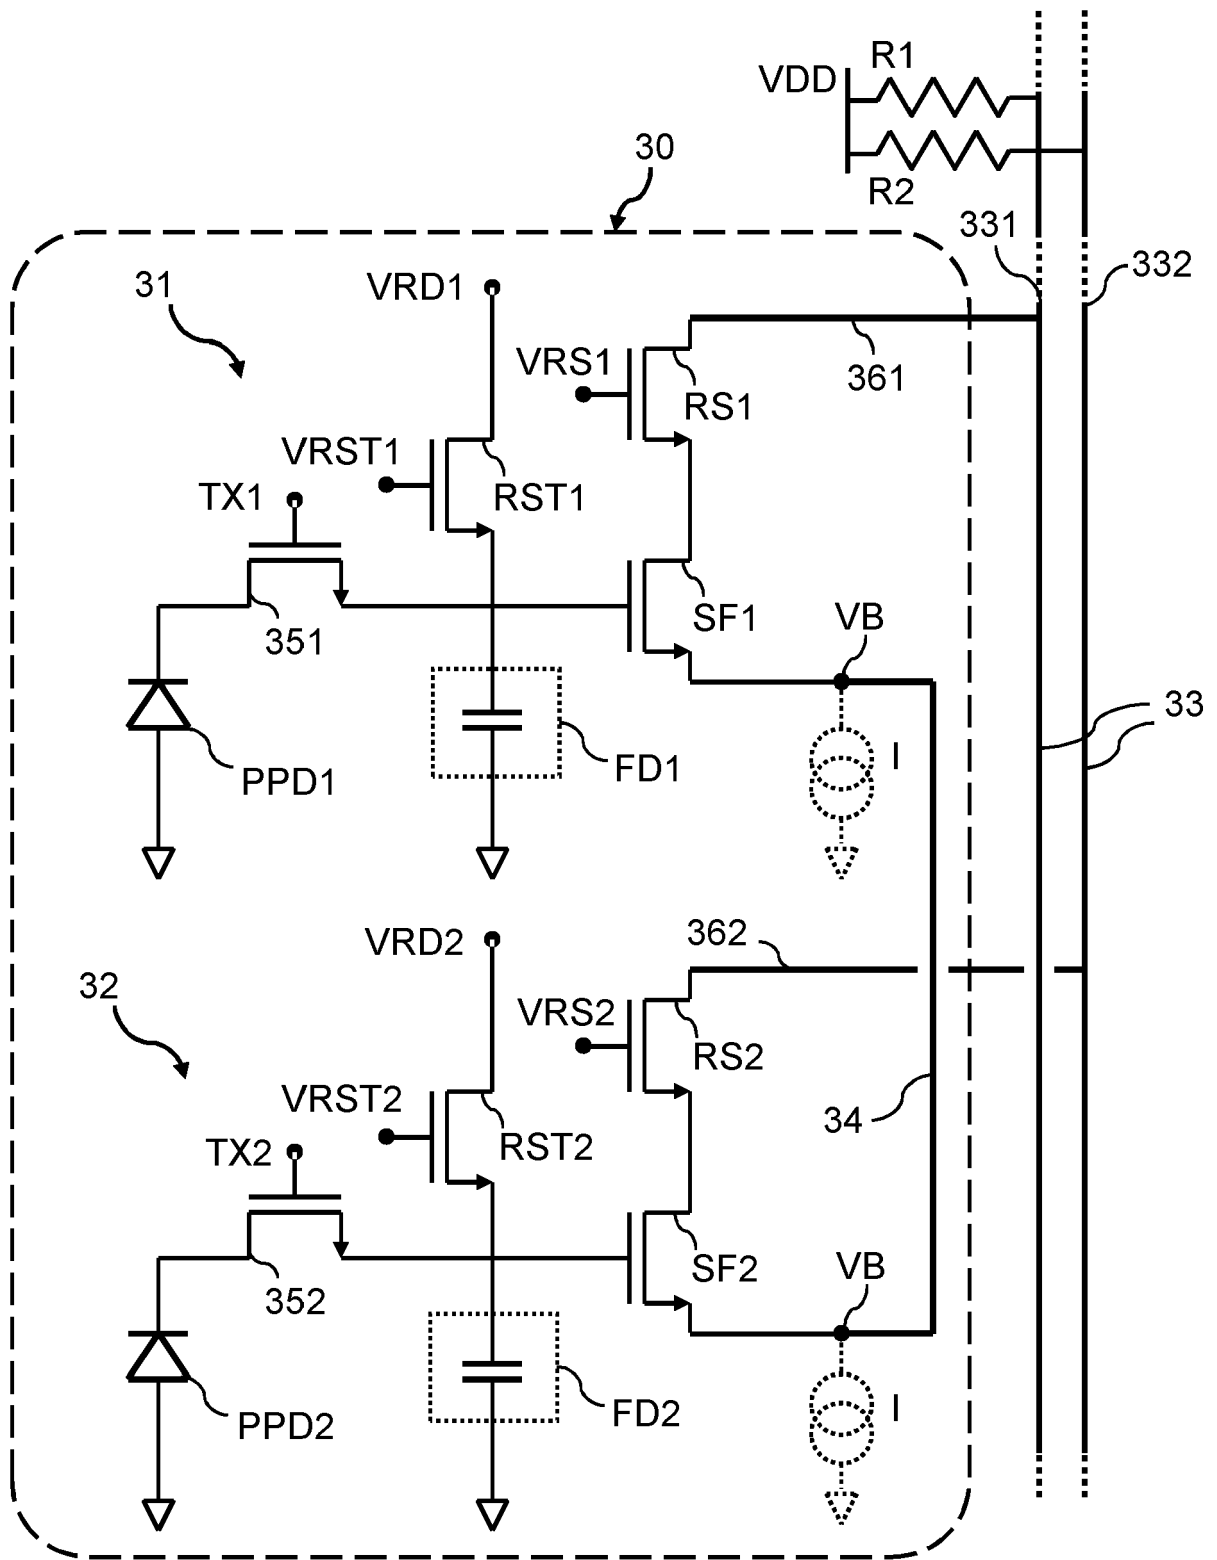 R1
VDD
R2
30
331
332
31
VRD1
VRS1
RS1
361
VRST1
RST1
TX1
351
SF1
VB
33
PPD1
FD1
I
VRD2
362
32
VRS2
RS2
34
VRST2
RST2
TX2
352
SF2
VB
PPD2
FD2
I